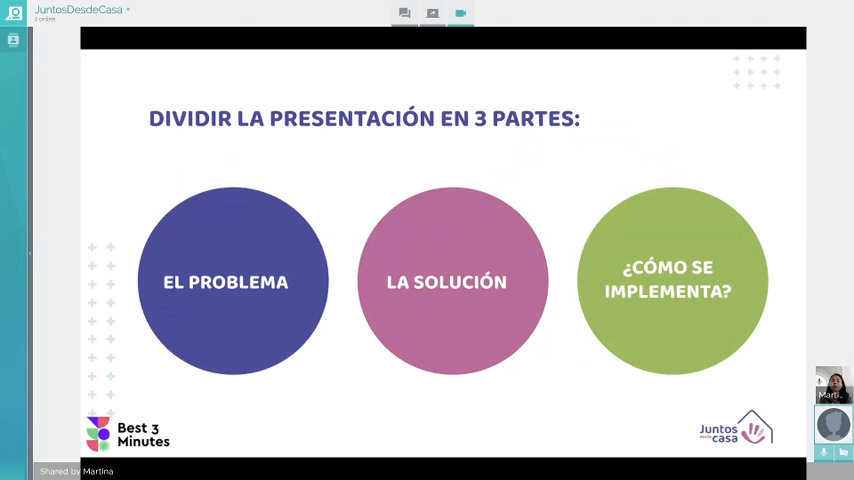 JuntosDesdeCasa
2 online
DIVIDIR LA PRESENTACIÓN EN 3 PARTES:
EL PROBLEMA
LA SOLUCIÓN
¿CÓMO SE
IMPLEMENTA?
Best 3
Minutes
Juntos
desde
casa
Marti...
Shared by Martina